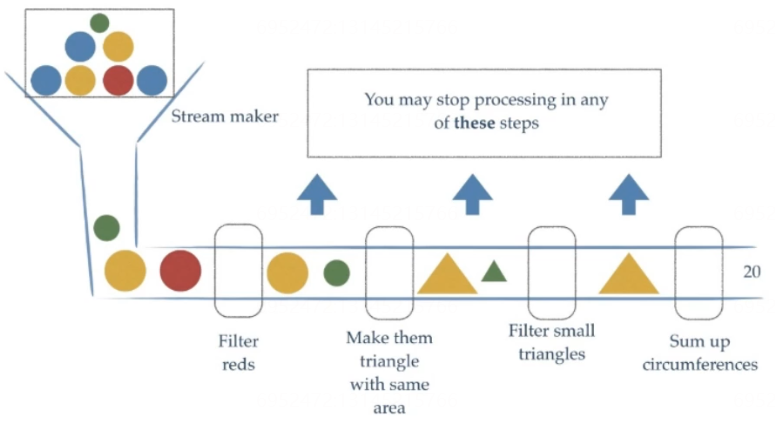 Stream maker
You may stop processing in any
of these steps
20
Filter
reds
Make them
triangle
with same
area
Filter small
triangles
Sum up
circumferences